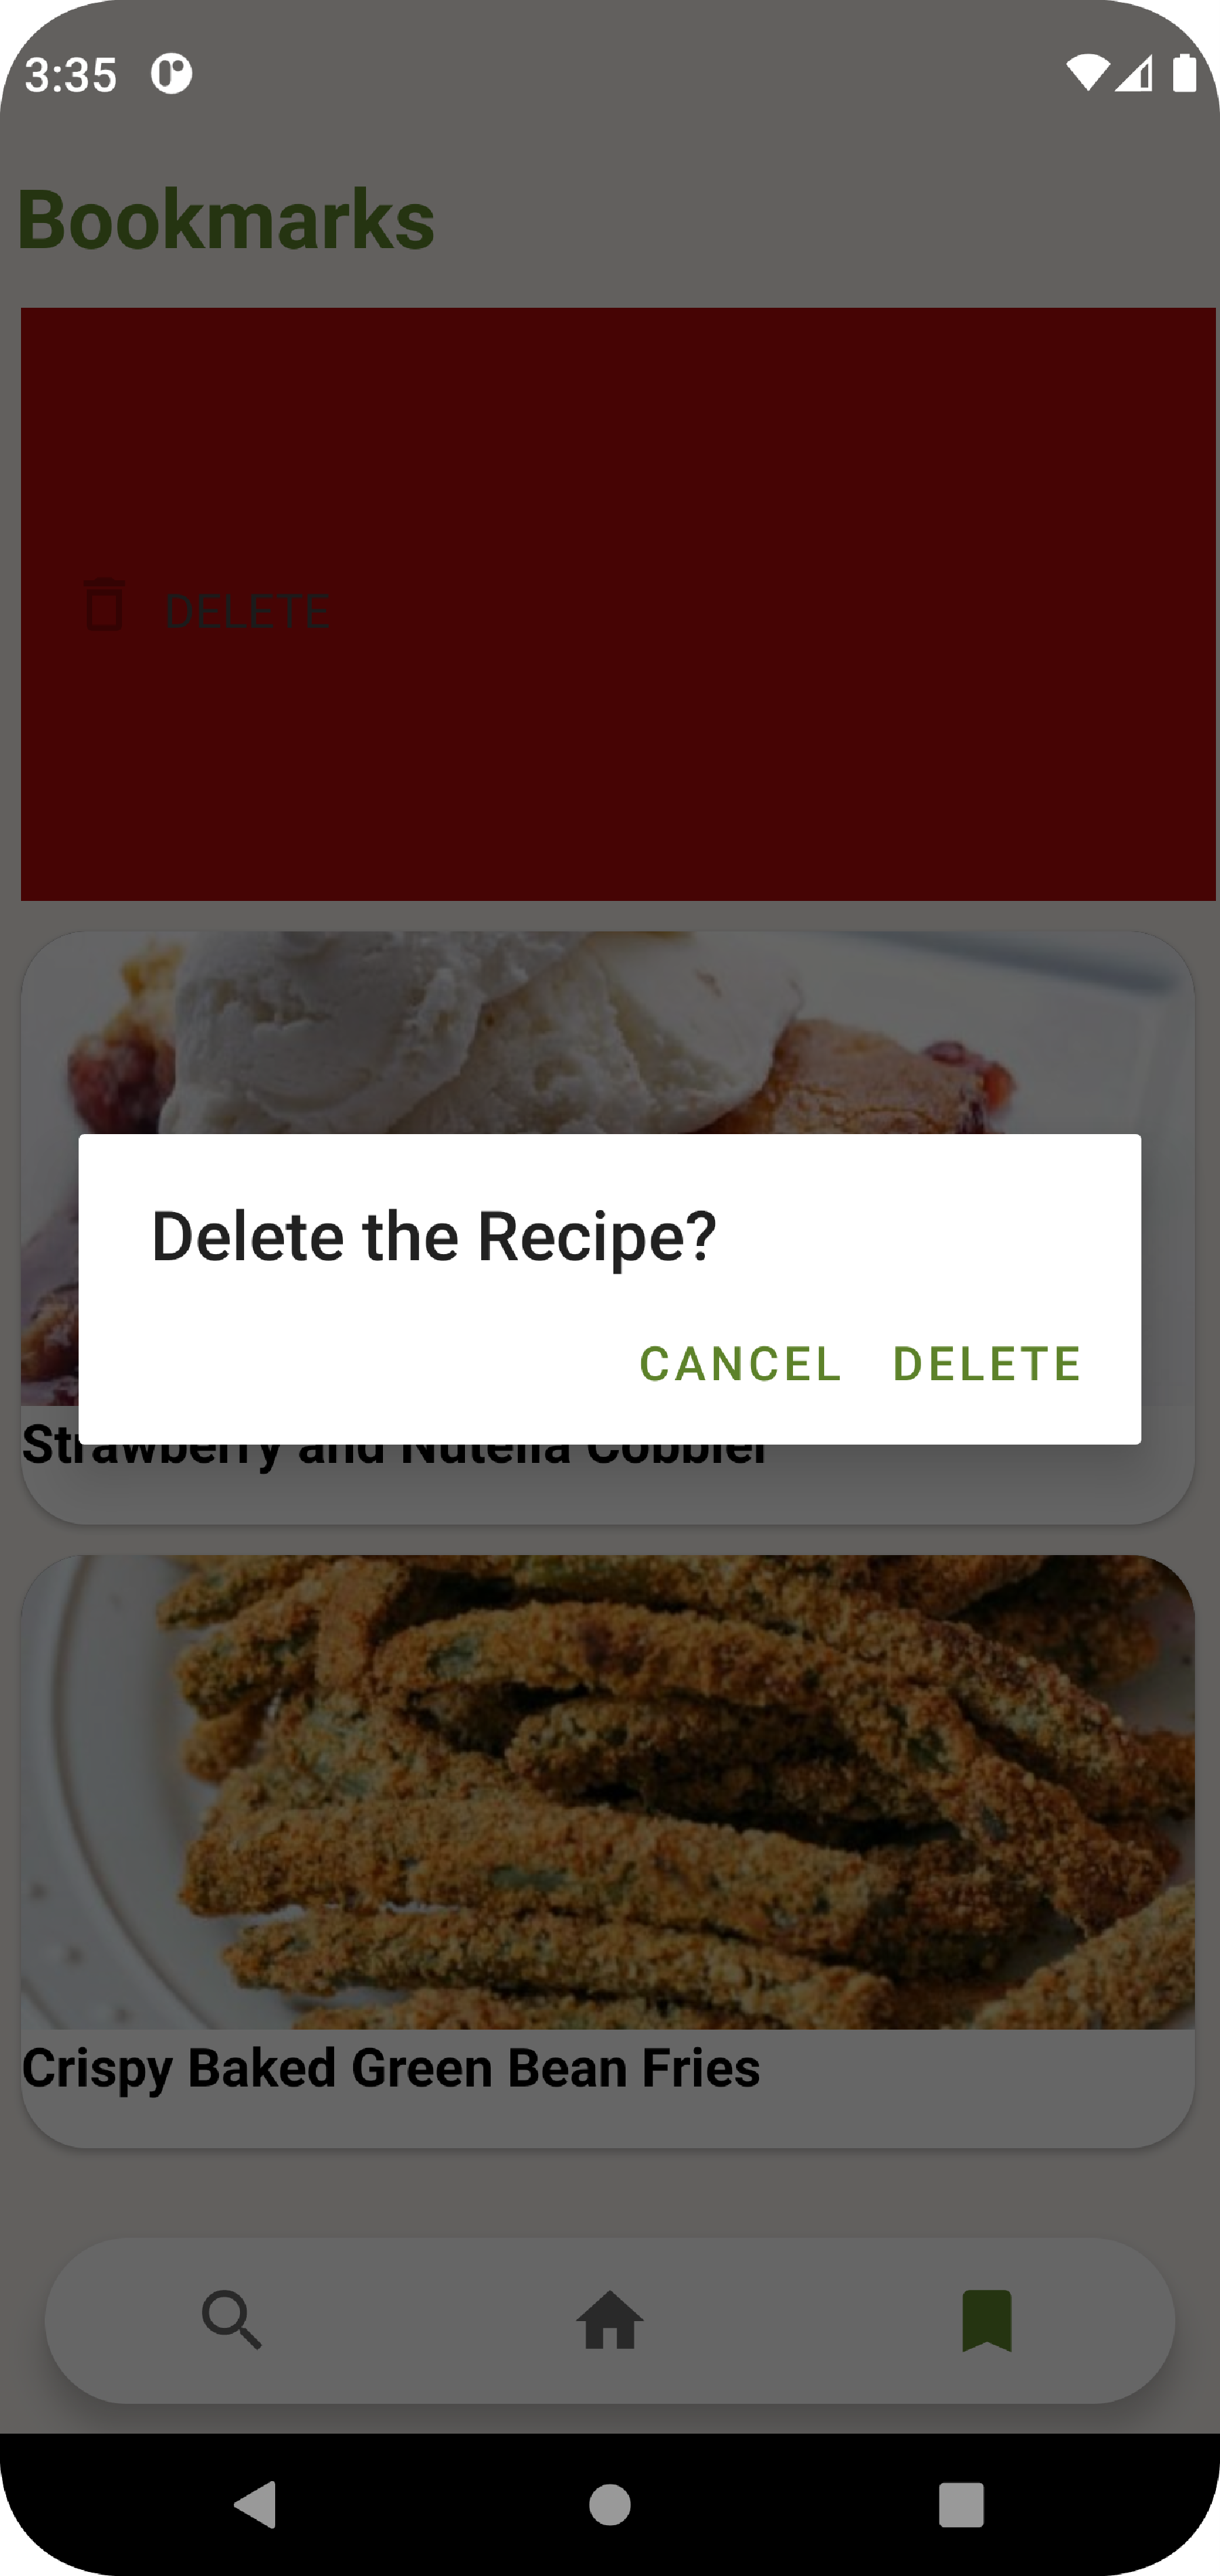 3:35
Bookmarks
DELETE
Delete the Recipe?
CANCEL DELETE
Strawberry and Nutella Cobbler
Crispy Baked Green Bean Fries